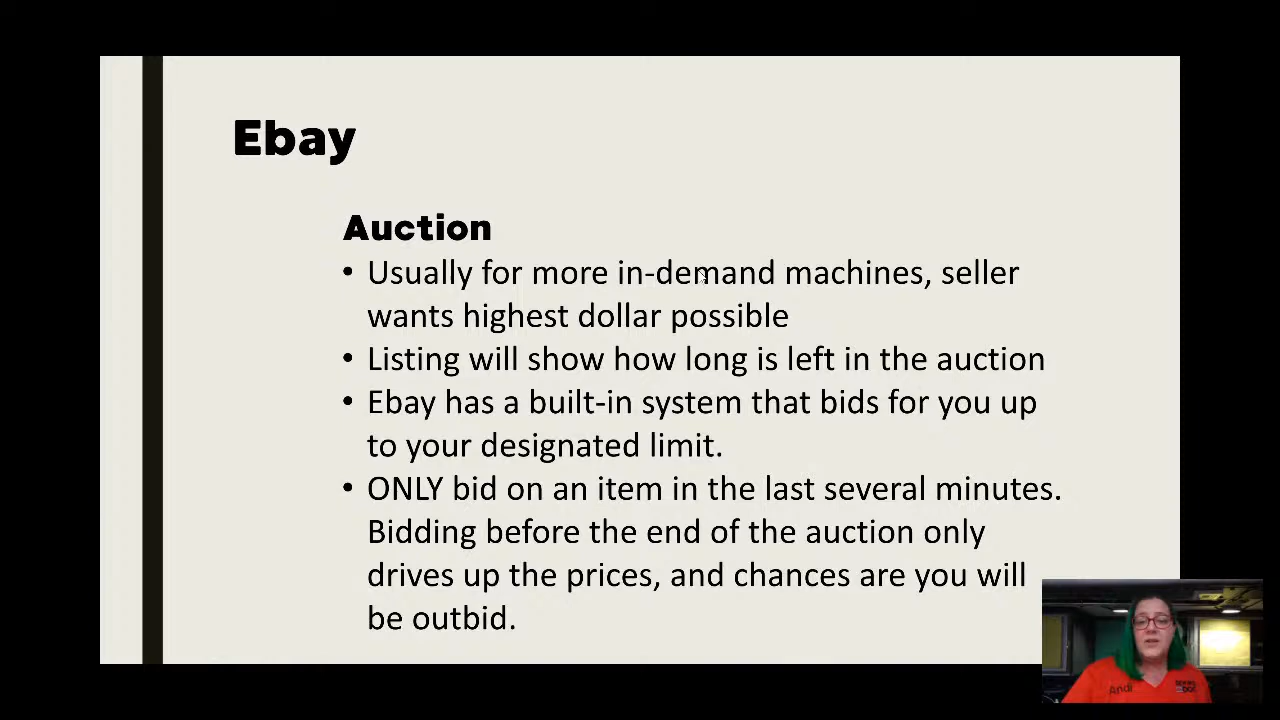 Ebay
Auction
• Usually for more in-demand machines, seller
wants highest dollar possible
• Listing will show how long is left in the auction
• Ebay has a built-in system that bids for you up
to your designated limit.
• ONLY bid on an item in the last several minutes.
Bidding before the end of the auction only
drives up the prices, and chances are you will
be outbid.
Andi